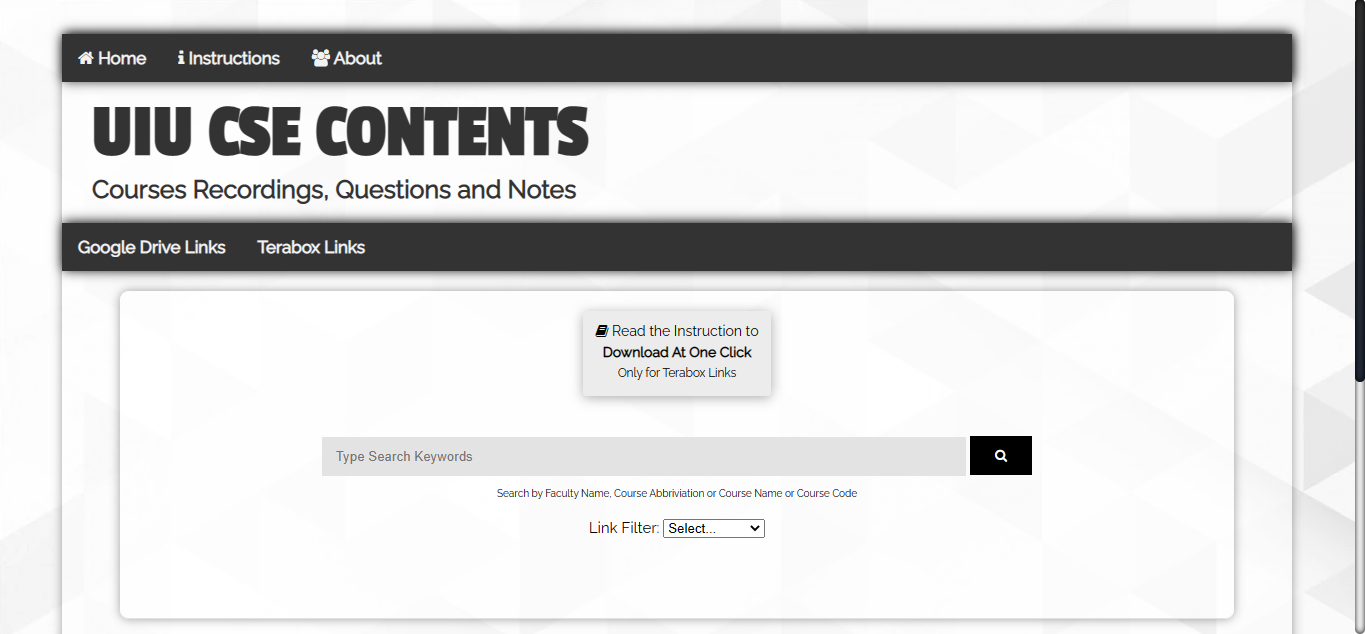 Home Instructions About
UIU CSE CONTENTS
Courses Recordings, Questions and Notes
Google Drive Links Terabox Links
Read the Instruction to
Download At One Click
Only for Terabox Links
Type Search Keywords
Search by Faculty Name, Course Abbriviation or Course Name or Course Code
Link Filter: Select...